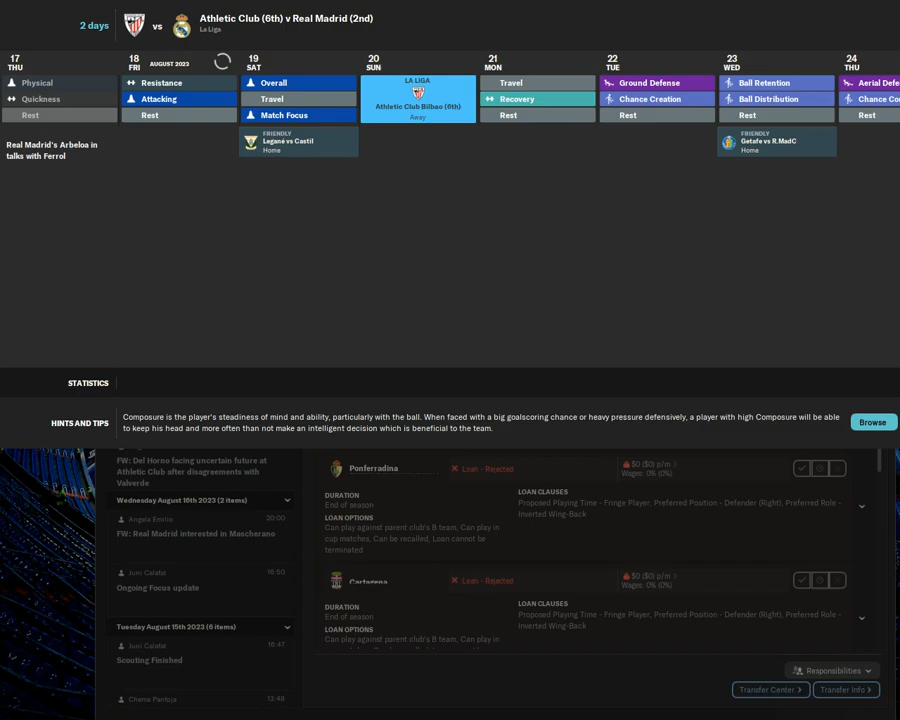 2 days
vs
Athletic Club (6th) v Real Madrid (2nd)
La Liga
17
THU
18
FRI
AUGUST 2023
19
SAT
20
SUN
21
MON
22
TUE
23
WED
24
THU
Physical
Quickness
Rest
Resistance
Attacking
Rest
Overall
Travel
Match Focus
LA LIGA
Athletic Club Bilbao (6th)
Away
Travel
Recovery
Rest
Ground Defense
Chance Creation
Rest
Ball Retention
Ball Distribution
Rest
Aerial Defe
Chance Co
Rest
Real Madrid's Arbeloa in
talks with Ferrol
FRIENDLY
Legané vs Castil
Home
FRIENDLY
Getafe vs R.MadC
Home
STATISTICS
HINTS AND TIPS
Composure is the player's steadiness of mind and ability, particularly with the ball. When faced with a big goalscoring chance or heavy pressure defensively, a player with high Composure will be able
to keep his head and more often than not make an intelligent decision which is beneficial to the team.
Browse
FW: Del Horno facing uncertain future at
Athletic Club after disagreements with
Valverde
Wednesday August 16th 2023 (2 items)
Angela Emilio
20:00
FW: Real Madrid interested in Mascherano
Juni Calafat
16:50
Ongoing Focus update
Tuesday August 15th 2023 (6 items)
Juni Calafat
16:47
Scouting Finished
Chema Pantoja
13:48
Ponferradina
Loan - Rejected
$0 ($0) p/m
Wages: 0% (0%)
DURATION
End of season
LOAN OPTIONS
Can play against parent club's B team, Can play in
cup matches, Can be recalled, Loan cannot be
terminated
LOAN CLAUSES
Proposed Playing Time - Fringe Player, Preferred Position - Defender (Right), Preferred Role -
Inverted Wing-Back
Cartagena
Loan - Rejected
$0 ($0) p/m
Wages: 0% (0%)
DURATION
End of season
LOAN OPTIONS
Can play against parent club's B team, Can play in
LOAN CLAUSES
Proposed Playing Time - Fringe Player, Preferred Position - Defender (Right), Preferred Role -
Inverted Wing-Back
Responsibilities
Transfer Center
Transfer Info